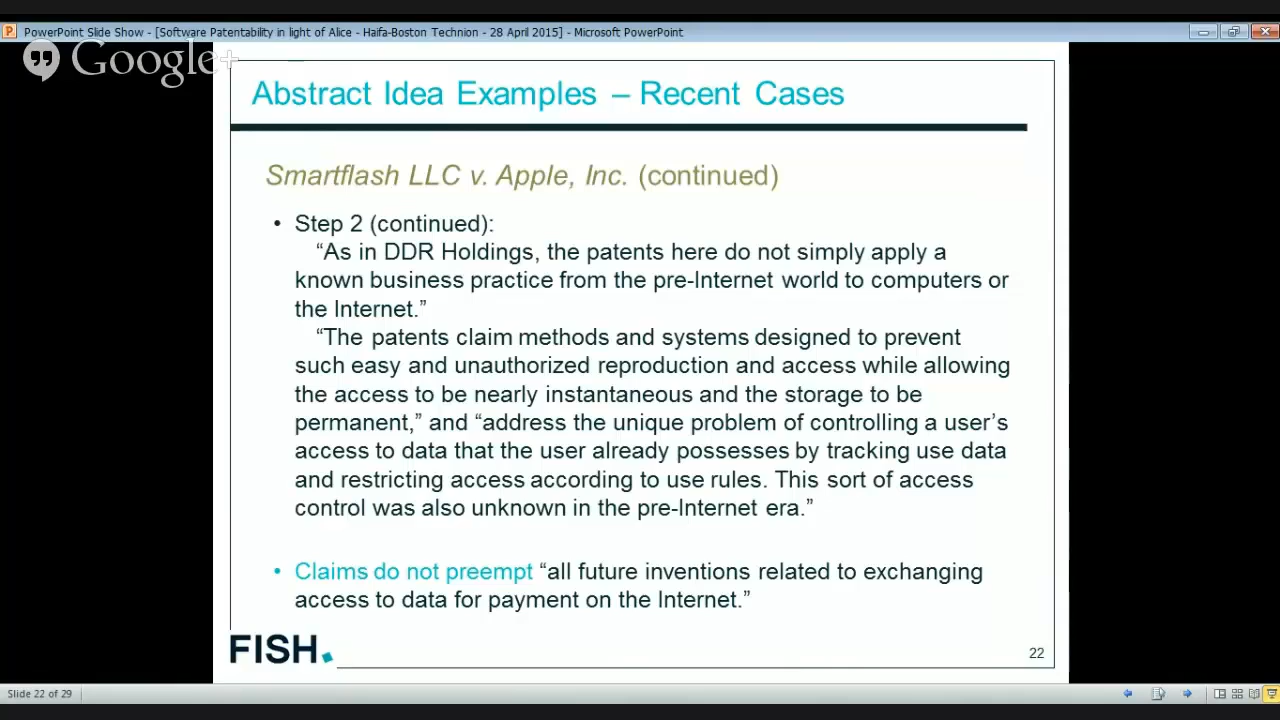 PowerPoint Slide Show - [Software Patentability in light of Alice - Haifa-Boston Technion - 28 April 2015] - Microsoft PowerPoint
Google+
Abstract Idea Examples – Recent Cases
Smartflash LLC v. Apple, Inc. (continued)
• Step 2 (continued):
“As in DDR Holdings, the patents here do not simply apply a
known business practice from the pre-Internet world to computers or
the Internet.”
“The patents claim methods and systems designed to prevent
such easy and unauthorized reproduction and access while allowing
the access to be nearly instantaneous and the storage to be
permanent,” and “address the unique problem of controlling a user’s
access to data that the user already possesses by tracking use data
and restricting access according to use rules. This sort of access
control was also unknown in the pre-Internet era.”
• Claims do not preempt “all future inventions related to exchanging
access to data for payment on the Internet.”
FISH.
22
Slide 22 of 29